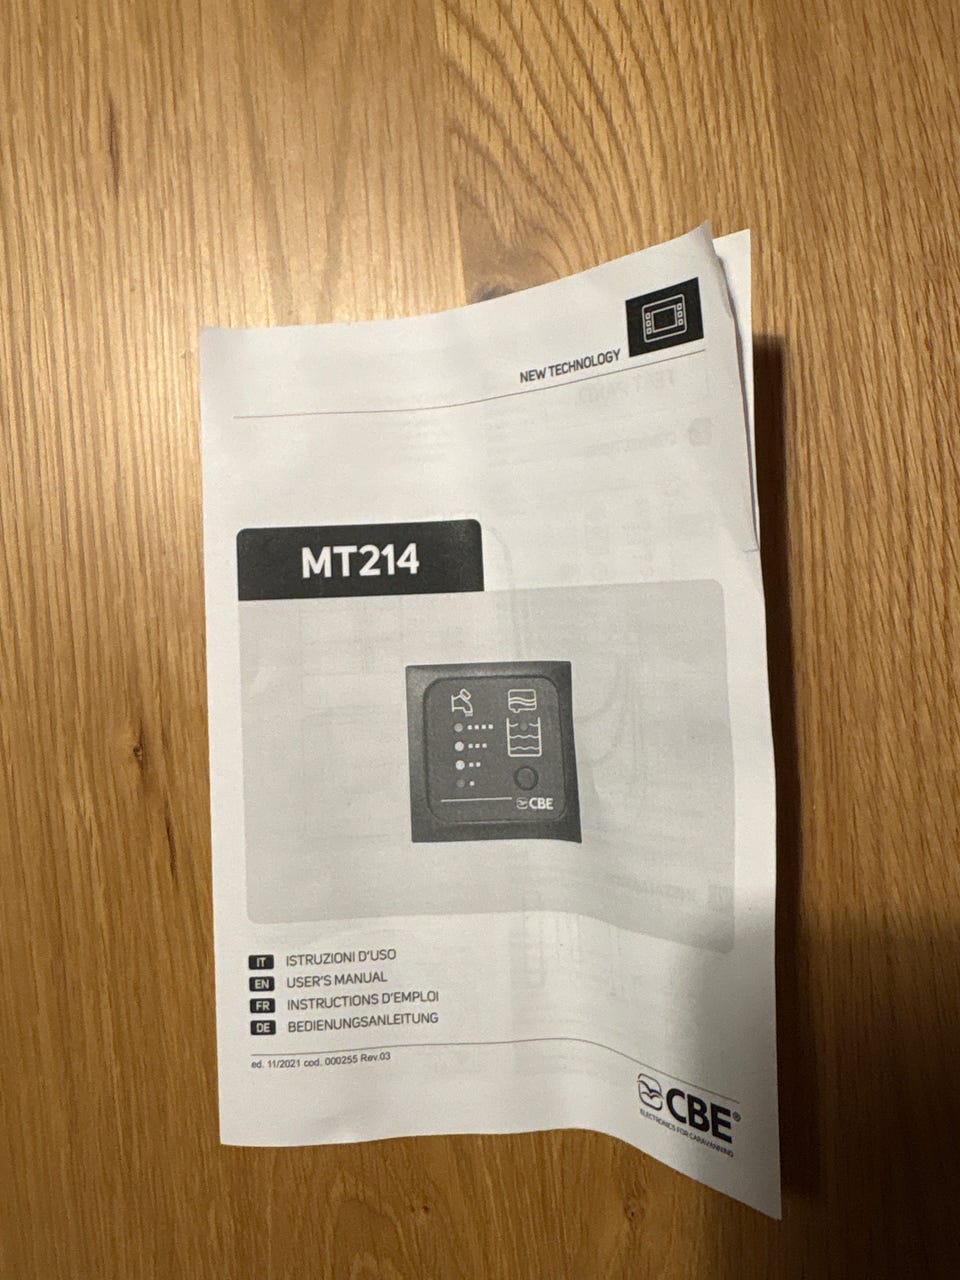 NEW TECHNOLOGY
MT214
CBE
IT ISTRUZIONI D'USO
EN USER'S MANUAL
FR INSTRUCTIONS D'EMPLOI
DE BEDIENUNGSANLEITUNG
ed. 11/2021 cod. 000255 Rev.03
CBE®
ELECTRONICS FOR CARAVANNING